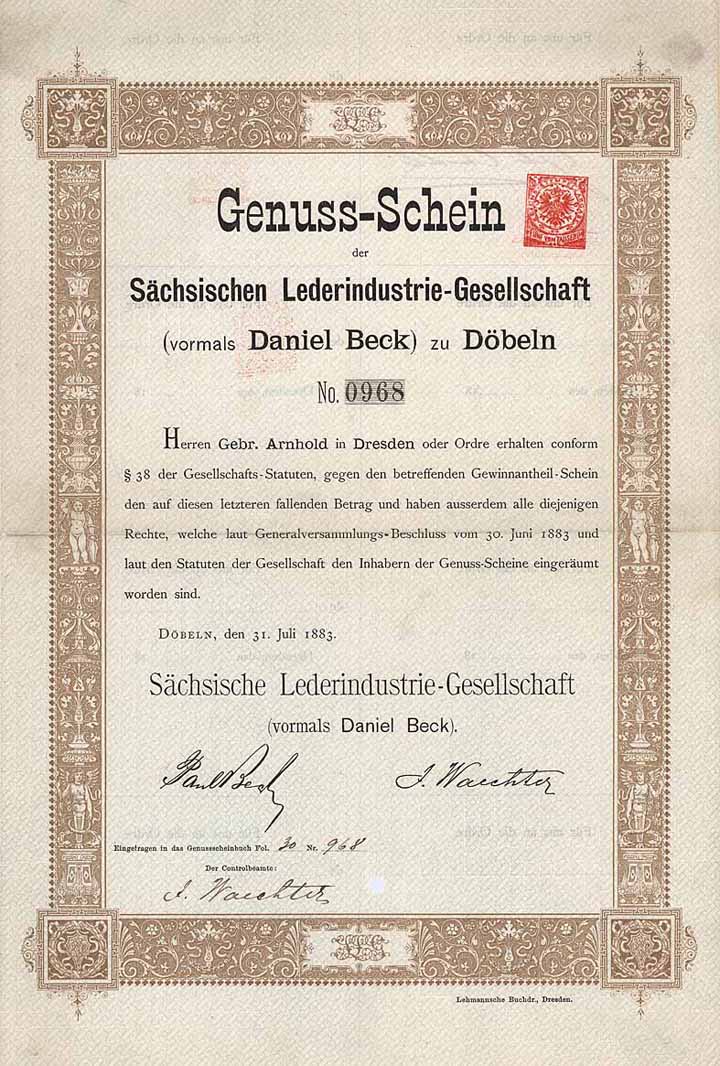 Genuss-Schein
der
Sächsischen Lederindustrie-Gesellschaft
(vormals Daniel Beck) zu Döbeln
No. 0968
Herren Gebr. Arnhold in Dresden oder Ordre erhalten conform
§ 38 der Gesellschafts-Statuten, gegen den betreffenden Gewinnantheil-Schein
den auf diesen letzteren fallenden Betrag und haben ausserdem alle diejenigen
Rechte, welche laut Generalversammlungs-Beschluss vom 30. Juni 1883 und
laut den Statuten der Gesellschaft den Inhabern der Genuss-Scheine eingeräumt
worden sind.
Döbeln, den 31. Juli 1883.
Sächsische Lederindustrie-Gesellschaft
(vormals Daniel Beck).
Paul Beck J. Waechter
Eingetragen in das Genussscheinbuch Fol. 30 Nr. 968
Der Controlbeamte:
J. Waechter
Lehmannsche Buchdr., Dresden.